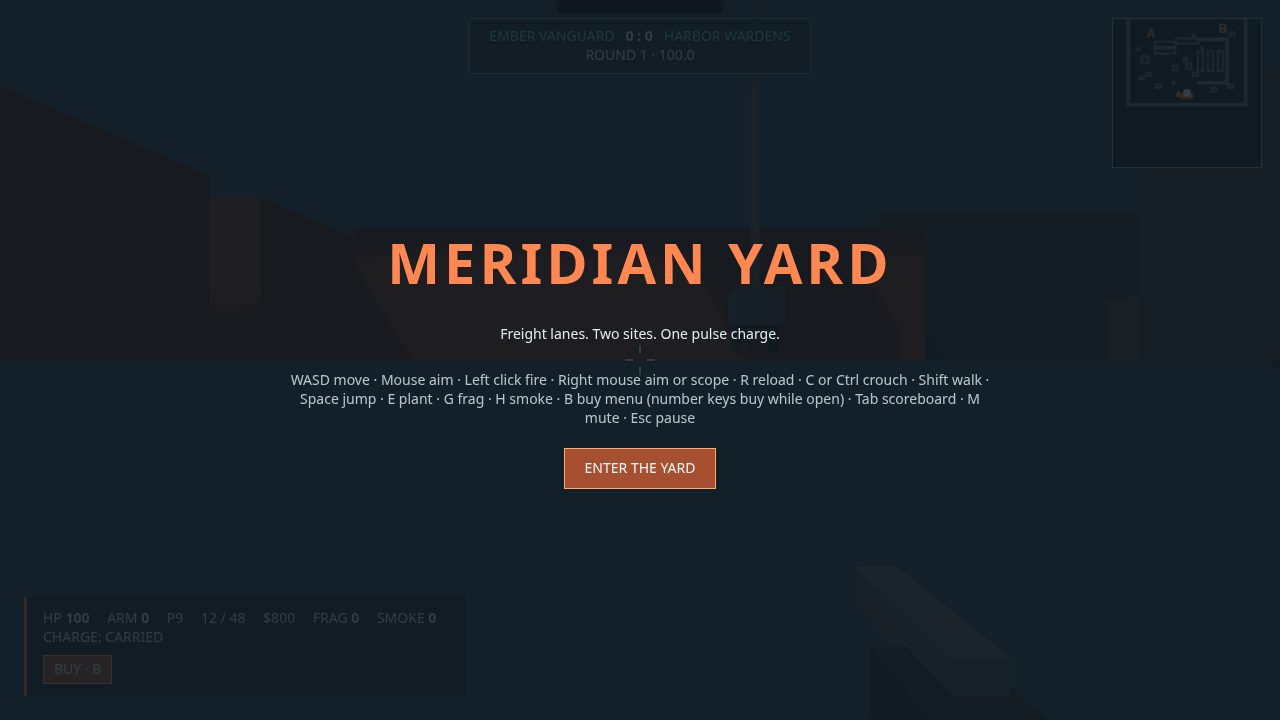 EMBER VANGUARD 0 : 0 HARBOR WARDENS
ROUND 1 · 100.0
A
B
MERIDIAN YARD
Freight lanes. Two sites. One pulse charge.
WASD move · Mouse aim · Left click fire · Right mouse aim or scope · R reload · C or Ctrl crouch · Shift walk ·
Space jump · E plant · G frag · H smoke · B buy menu (number keys buy while open) · Tab scoreboard · M
mute · Esc pause
ENTER THE YARD
HP 100 ARM 0 P9 12 / 48 $800 FRAG 0 SMOKE 0
CHARGE: CARRIED
BUY · B